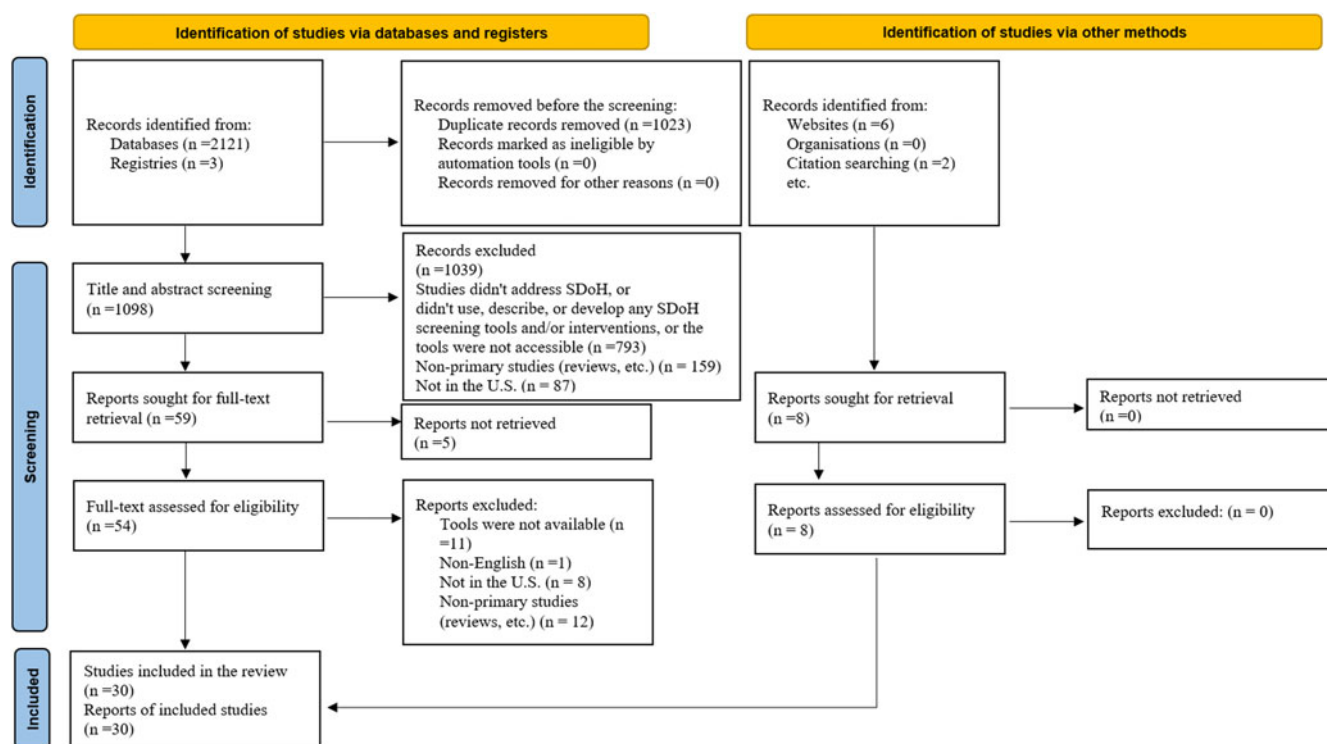 Identification of studies via databases and registers
Identification of studies via other methods
Identification
Records identified from:
Databases (n =2121)
Registries (n =3)
Records removed before the screening:
Duplicate records removed (n =1023)
Records marked as ineligible by
automation tools (n =0)
Records removed for other reasons (n =0)
Records identified from:
Websites (n =6)
Organisations (n =0)
Citation searching (n =2)
etc.
Screening
Title and abstract screening
(n =1098)
Records excluded
(n =1039)
Studies didn't address SDoH, or
didn't use, describe, or develop any SDoH
screening tools and/or interventions, or the
tools were not accessible (n =793)
Non-primary studies (reviews, etc.) (n = 159)
Not in the U.S. (n = 87)
Reports sought for full-text
retrieval (n =59)
Reports not retrieved
(n =5)
Reports sought for retrieval
(n =8)
Reports not retrieved
(n =0)
Full-text assessed for eligibility
(n =54)
Reports excluded:
Tools were not available (n
=11)
Non-English (n =1)
Not in the U.S. (n = 8)
Non-primary studies
(reviews, etc.) (n = 12)
Reports assessed for eligibility
(n = 8)
Reports excluded: (n = 0)
Included
Studies included in the review
(n =30)
Reports of included studies
(n =30)